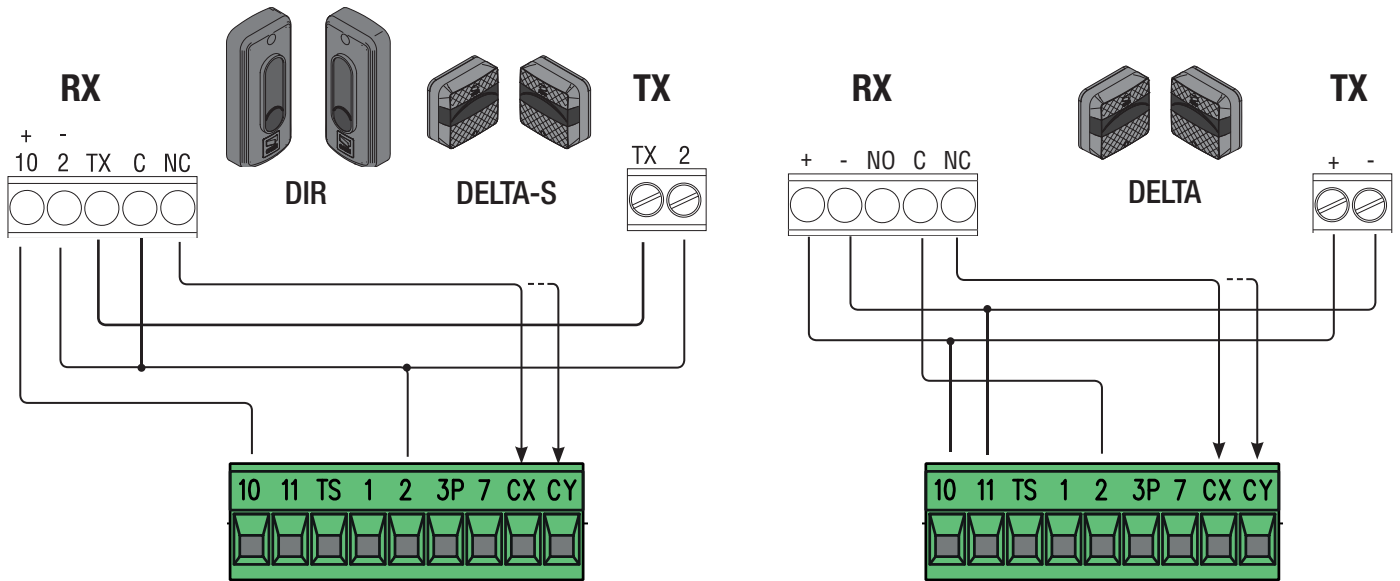 RX
TX
+ -
10 2 TX C NC
TX 2
DIR
DELTA-S
10 11 TS 1 2 3P 7 CX CY
RX
TX
+ - NO C NC
+ -
DELTA
10 11 TS 1 2 3P 7 CX CY